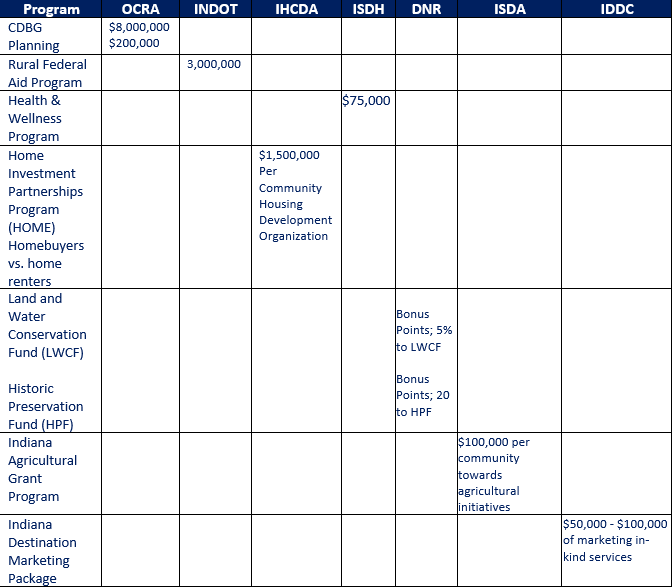 Program OCRA INDOT IHCDA ISDH DNR ISDA IDDC
CDBG
Planning
$8,000,000
$200,000
Rural Federal
Aid Program
3,000,000
Health &
Wellness
Program
$75,000
Home
Investment
Partnerships
Program
(HOME)
Homebuyers
vs. home
renters
$1,500,000
Per
Community
Housing
Development
Organization
Land and
Water
Conservation
Fund (LWCF)
Historic
Preservation
Fund (HPF)
Bonus
Points; 5%
to LWCF
Bonus
Points; 20
to HPF
Indiana
Agricultural
Grant
Program
$100,000 per
community
towards
agricultural
initiatives
Indiana
Destination
Marketing
Package
$50,000 - $100,000
of marketing in-
kind services